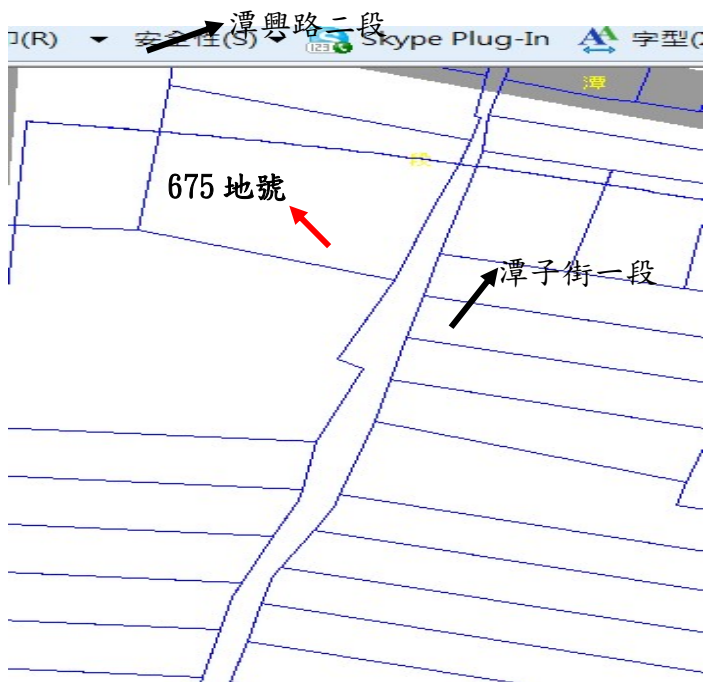 潭興路二段
印(R) 安全性(S) Skype Plug-In 字型(
潭
段
675 地號
潭子街一段